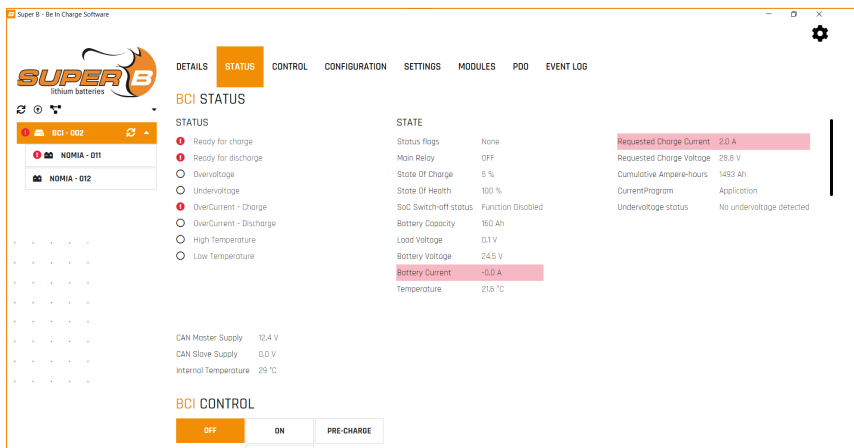 Super B - Be In Charge Software
SUPER B
lithium batteries
DETAILS STATUS CONTROL CONFIGURATION SETTINGS MODULES PDO EVENT LOG
BCI - 002
NOMIA - 011
NOMIA - 012
BCI STATUS
STATUS
Ready for charge
Ready for discharge
Overvoltage
Undervoltage
OverCurrent - Charge
OverCurrent - Discharge
High Temperature
Low Temperature
STATE
Status flags None
Main Relay OFF
State Of Charge 5 %
State Of Health 100 %
SoC Switch-off status Function Disabled
Battery Capacity 160 Ah
Load Voltage 0.1 V
Battery Voltage 24.5 V
Battery Current -0.0 A
Temperature 21.6 °C
Requested Charge Current 2.0 A
Requested Charge Voltage 28.8 V
Cumulative Ampere-hours 1493 Ah
CurrentProgram Application
Undervoltage status No undervoltage detected
CAN Master Supply 12.4 V
CAN Slave Supply 0.0 V
Internal Temperature 29 °C
BCI CONTROL
OFF ON PRE-CHARGE